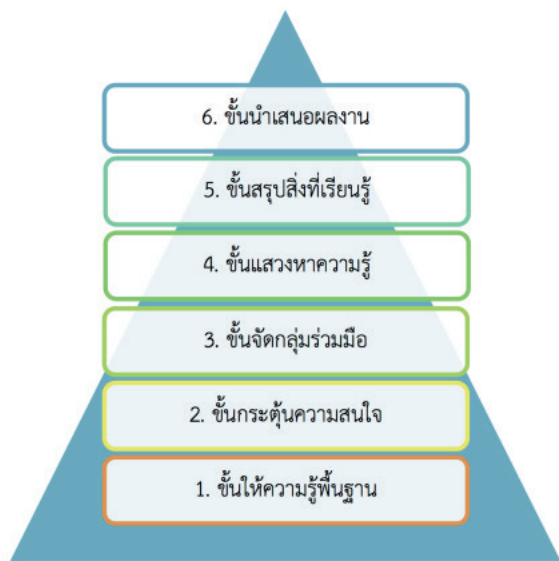 6. ขั้นนำเสนอผลงาน
5. ขั้นสรุปสิ่งที่เรียนรู้
4. ขั้นแสวงหาความรู้
3. ขั้นจัดกลุ่มร่วมมือ
2. ขั้นกระตุ้นความสนใจ
1. ขั้นให้ความรู้พื้นฐาน